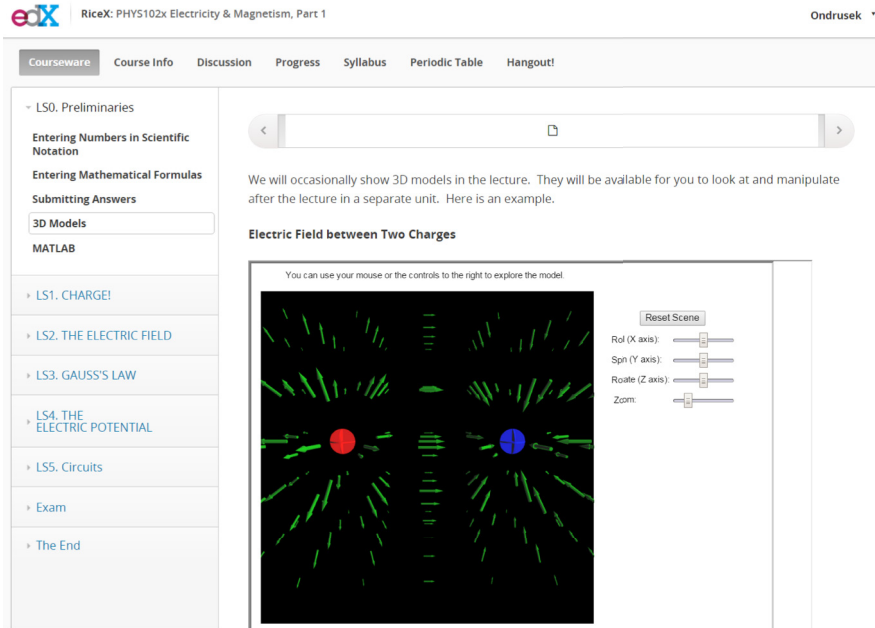 edX
RiceX: PHYS102x Electricity & Magnetism, Part 1
Ondrusek
Courseware
Course Info
Discussion
Progress
Syllabus
Periodic Table
Hangout!
LS0. Preliminaries
Entering Numbers in Scientific
Notation
Entering Mathematical Formulas
Submitting Answers
3D Models
MATLAB
LS1. CHARGE!
LS2. THE ELECTRIC FIELD
LS3. GAUSS'S LAW
LS4. THE
ELECTRIC POTENTIAL
LS5. Circuits
Exam
The End
We will occasionally show 3D models in the lecture. They will be available for you to look at and manipulate
after the lecture in a separate unit. Here is an example.
Electric Field between Two Charges
You can use your mouse or the controls to the right to explore the model.
Reset Scene
Rol (X axis):
Spn (Y axis):
Roate (Z axis):
Zoom: